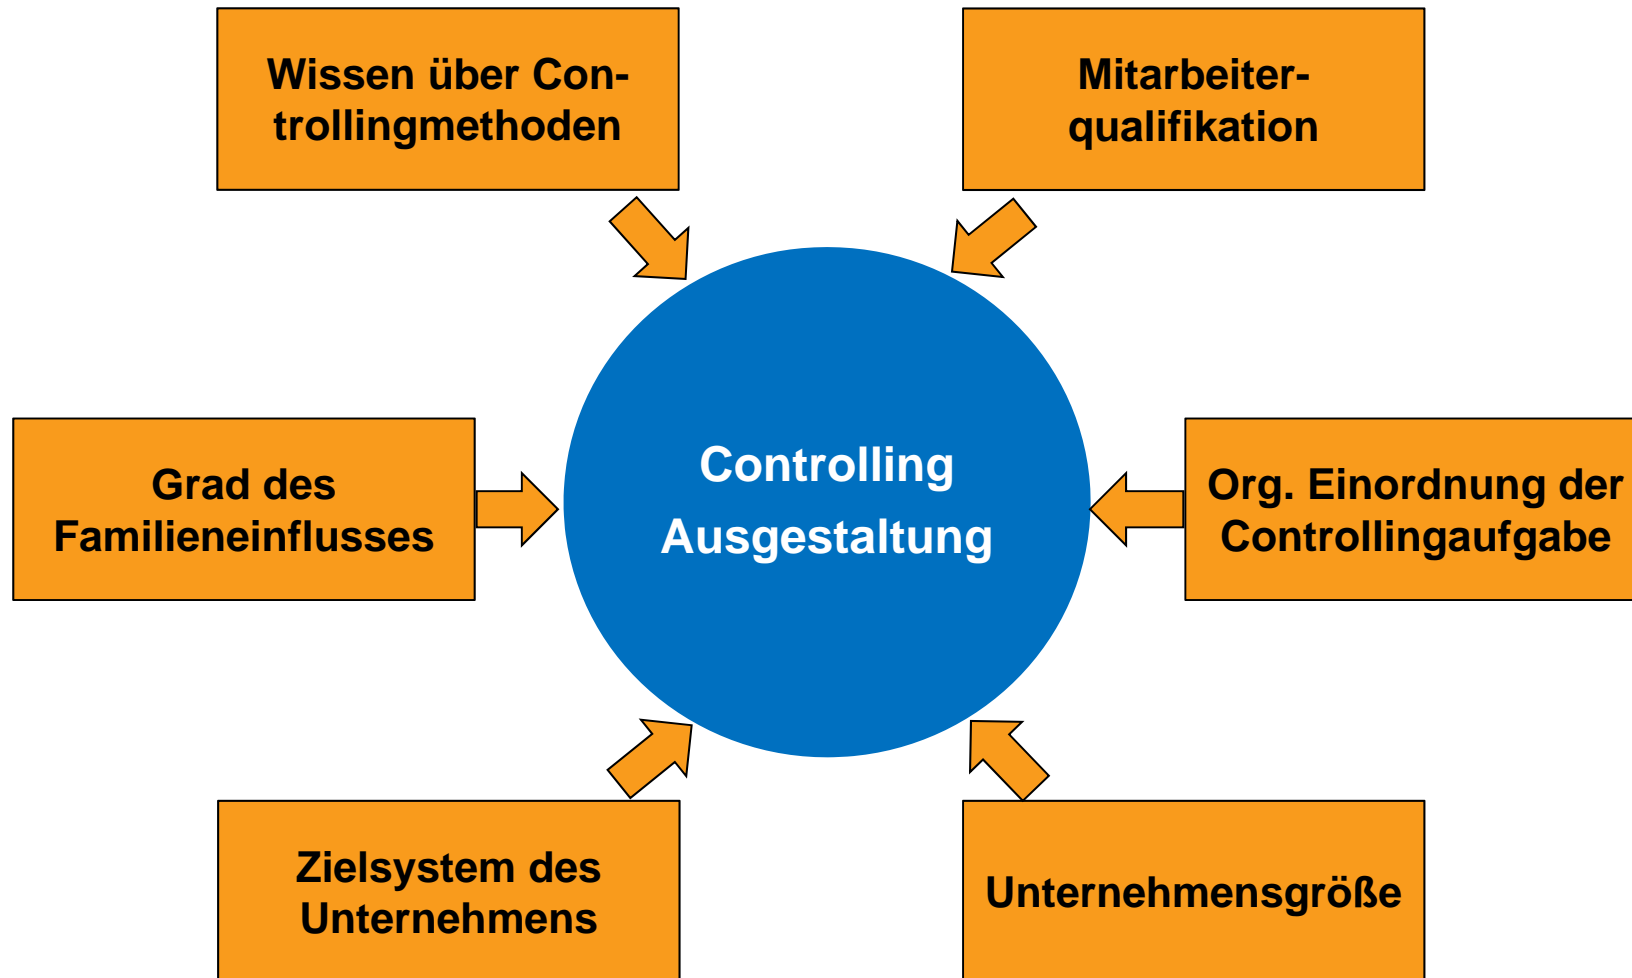 Wissen über Con-
trollingmethoden
Mitarbeiter-
qualifikation
Grad des
Familieneinflusses
Controlling
Ausgestaltung
Org. Einordnung der
Controllingaufgabe
Zielsystem des
Unternehmens
Unternehmensgröße